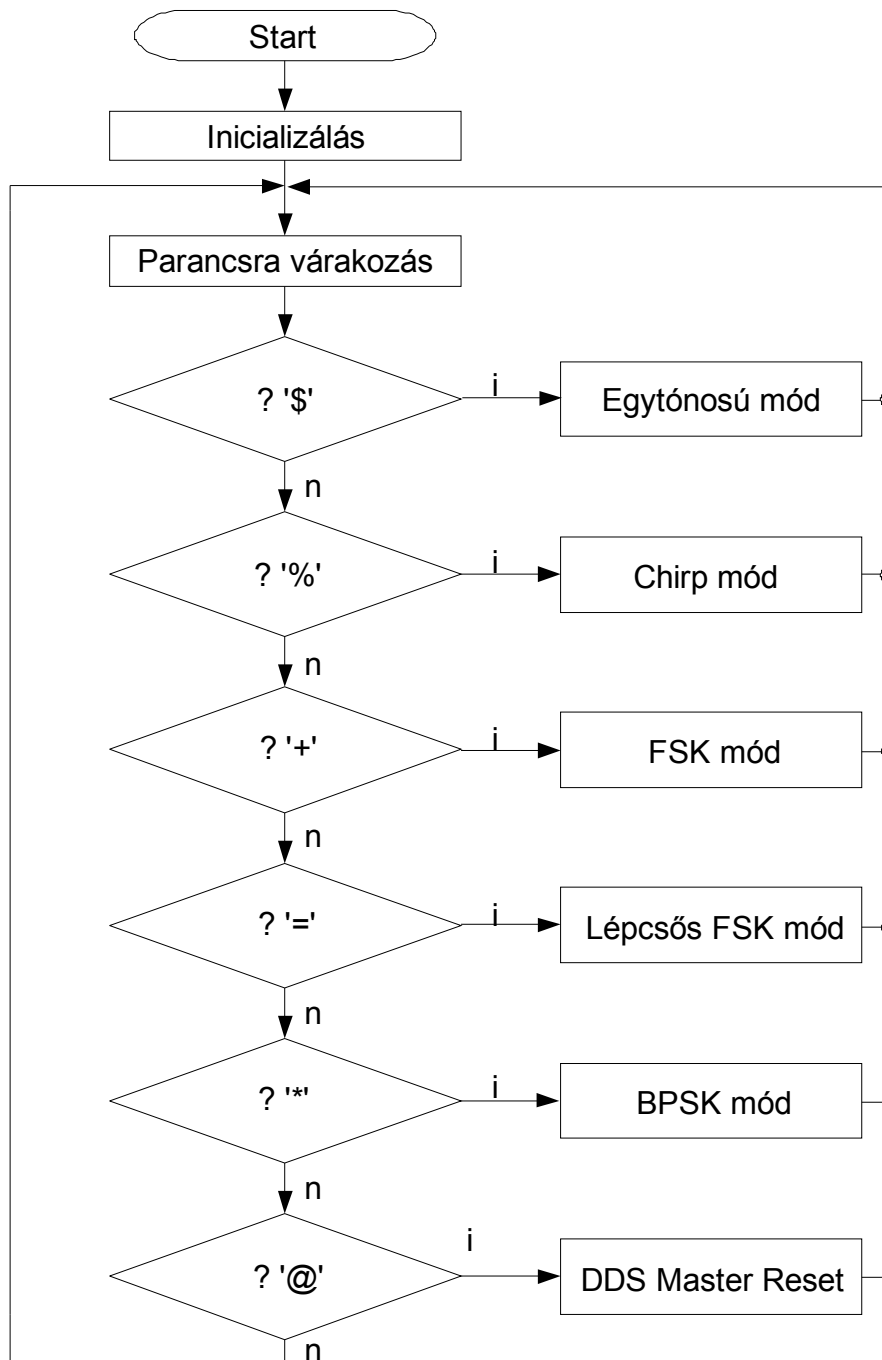 Start
Inicializálás
Parancsra várakozás
? '$'
i
Egytónosú mód
n
? '%'
i
Chirp mód
n
? '+'
i
FSK mód
n
? '='
i
Lépcsős FSK mód
n
? '*'
i
BPSK mód
n
? '@'
i
DDS Master Reset
n